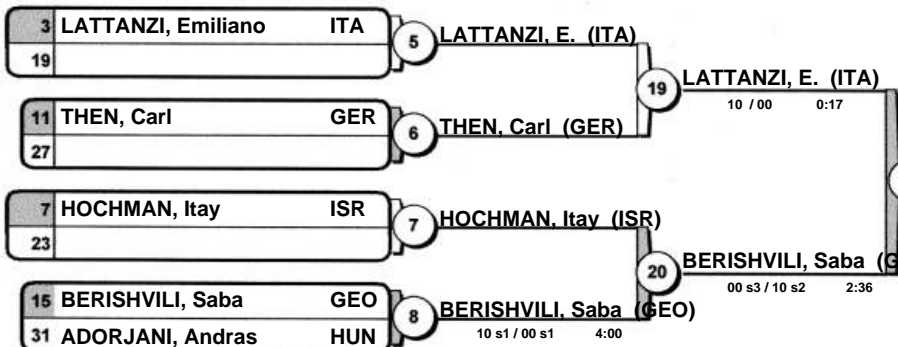 3 LATTANZI, Emiliano ITA
19
5 LATTANZI, E. (ITA)
11 THEN, Carl GER
27
6 THEN, Carl (GER)
19 LATTANZI, E. (ITA)
10 / 00 0:17
7 HOCHMAN, Itay ISR
23
7 HOCHMAN, Itay (ISR)
15 BERISHVILI, Saba GEO
31 ADORJANI, Andras HUN
8 BERISHVILI, Saba (GEO)
10 s1 / 00 s1 4:00
20 BERISHVILI, Saba (G
00 s3 / 10 s2 2:36